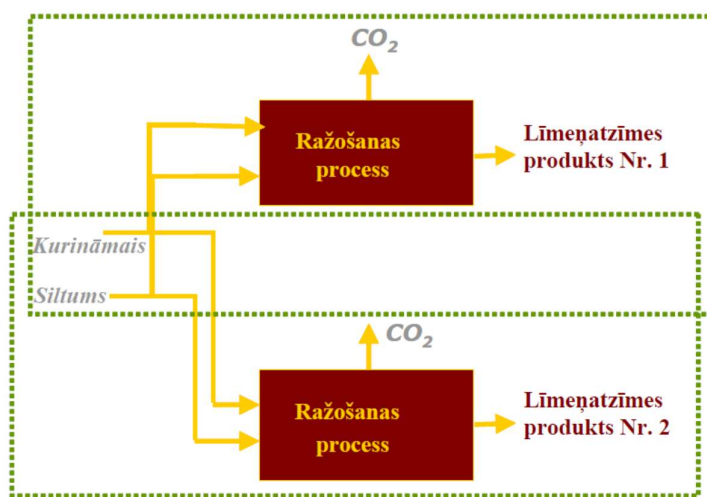 CO₂
Ražošanas
process
Līmeņatzīmes
produkts Nr. 1
Kurināmais
Siltums
CO₂
Ražošanas
process
Līmeņatzīmes
produkts Nr. 2